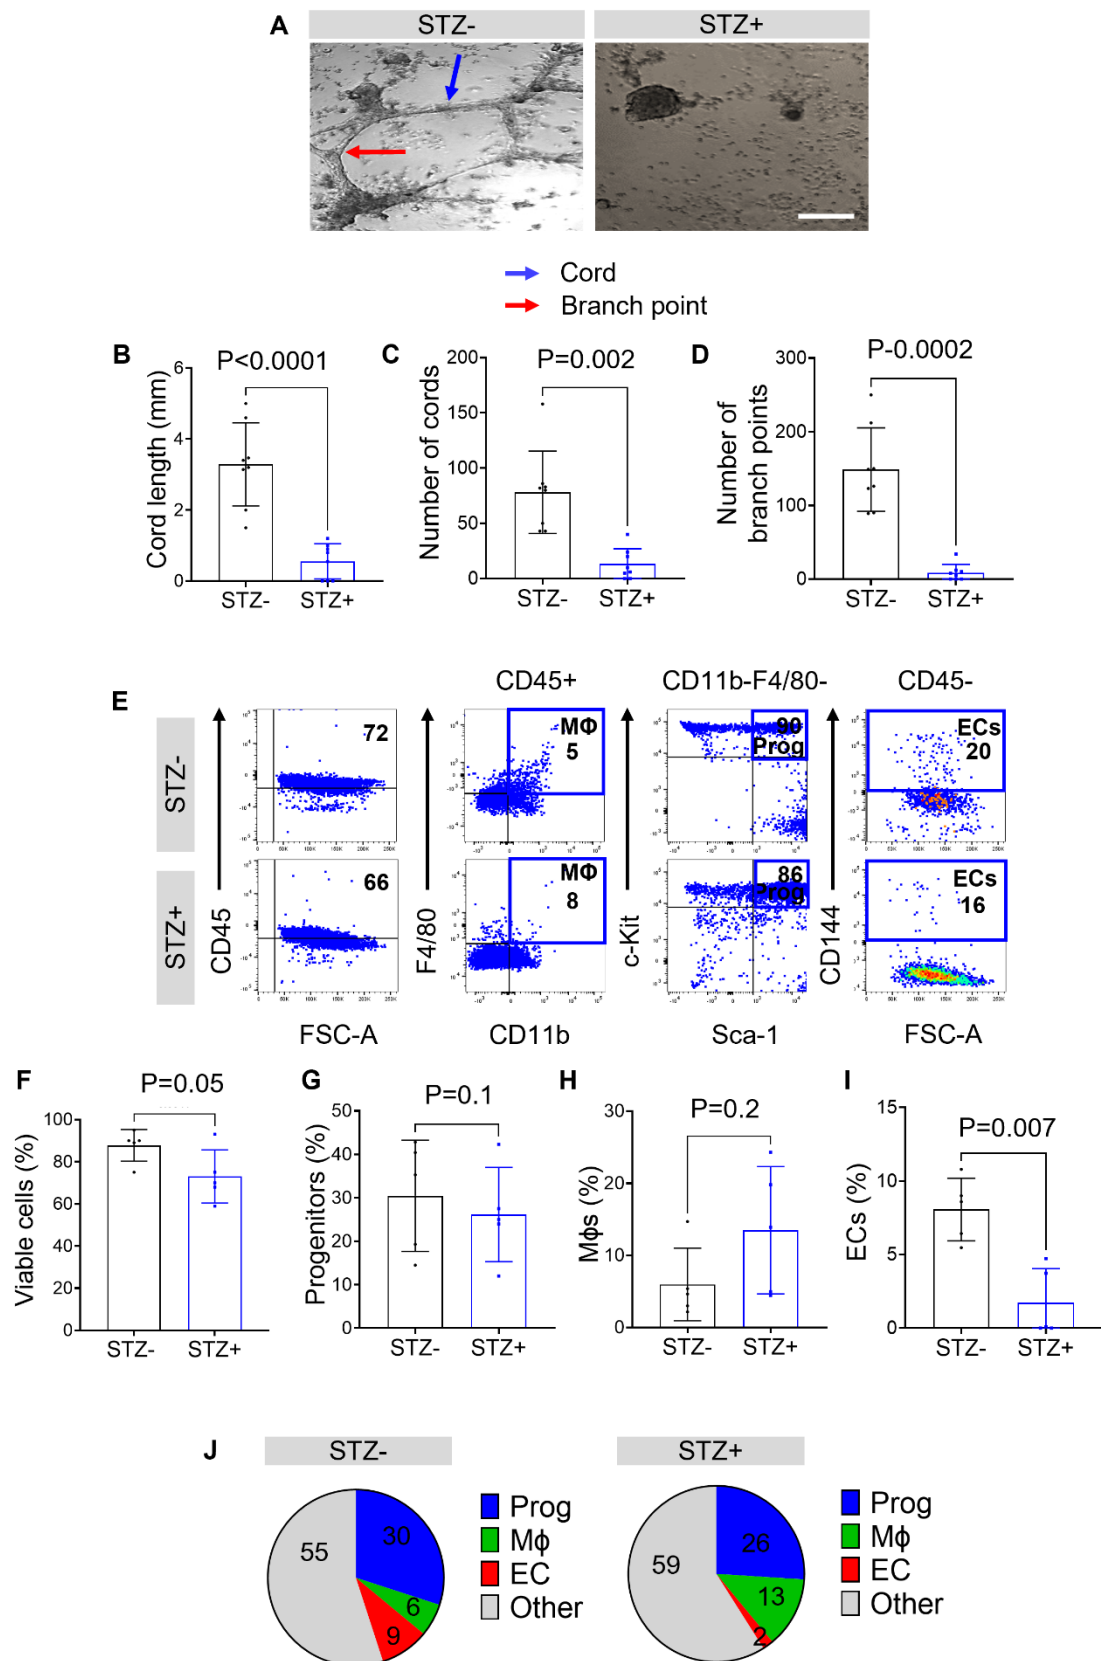 A
STZ-
STZ+
Cord
Branch point
B
P<0.0001
Cord length (mm)
6
4
2
0
STZ-
STZ+
C
P=0.002
Number of cords
200
150
100
50
0
STZ-
STZ+
D
P-0.0002
Number of
branch points
300
200
100
0
STZ-
STZ+
E
CD45+
CD11b-F4/80-
CD45-
STZ-
72
MΦ
5
90
Prog
ECs
20
STZ+
66
MΦ
8
86
Prog
ECs
16
CD45
F4/80
c-Kit
CD144
FSC-A
CD11b
Sca-1
FSC-A
F
P=0.05
Viable cells (%)
100
80
60
40
20
0
STZ-
STZ+
G
P=0.1
Progenitors (%)
50
40
30
20
10
0
STZ-
STZ+
H
P=0.2
Mϕs (%)
30
20
10
0
STZ-
STZ+
I
P=0.007
ECs (%)
15
10
5
0
STZ-
STZ+
J
STZ-
55
30
6
9
Prog
Mϕ
EC
Other
STZ+
59
26
13
2
Prog
Mϕ
EC
Other